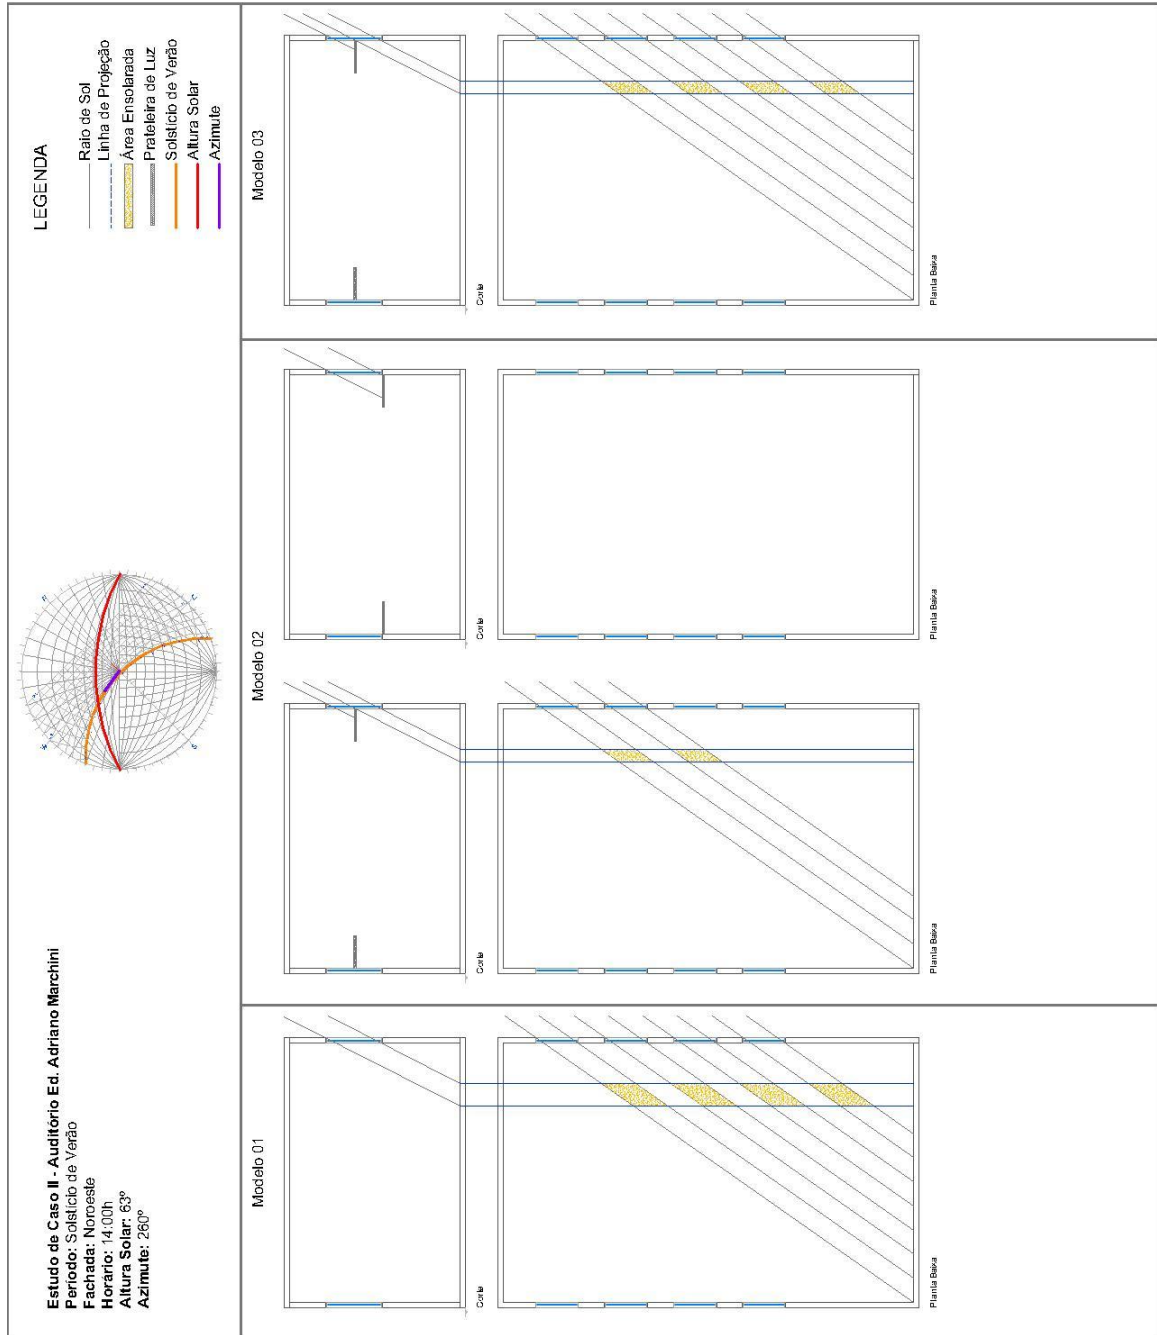 Estudo de Caso II - Auditório Ed. Adriano Marchini
Período: Solstício de Verão
Fachada: Noroeste
Horário: 14:00h
Altura Solar: 63º
Azimute: 260º
LEGENDA
Raio de Sol
Linha de Projeção
Área Ensolarada
Prateleira de Luz
Solstício de Verão
Altura Solar
Azimute
Modelo 01
Corte
Planta Baixa
Modelo 02
Corte
Planta Baixa
Corte
Planta Baixa
Modelo 03
Corte
Planta Baixa